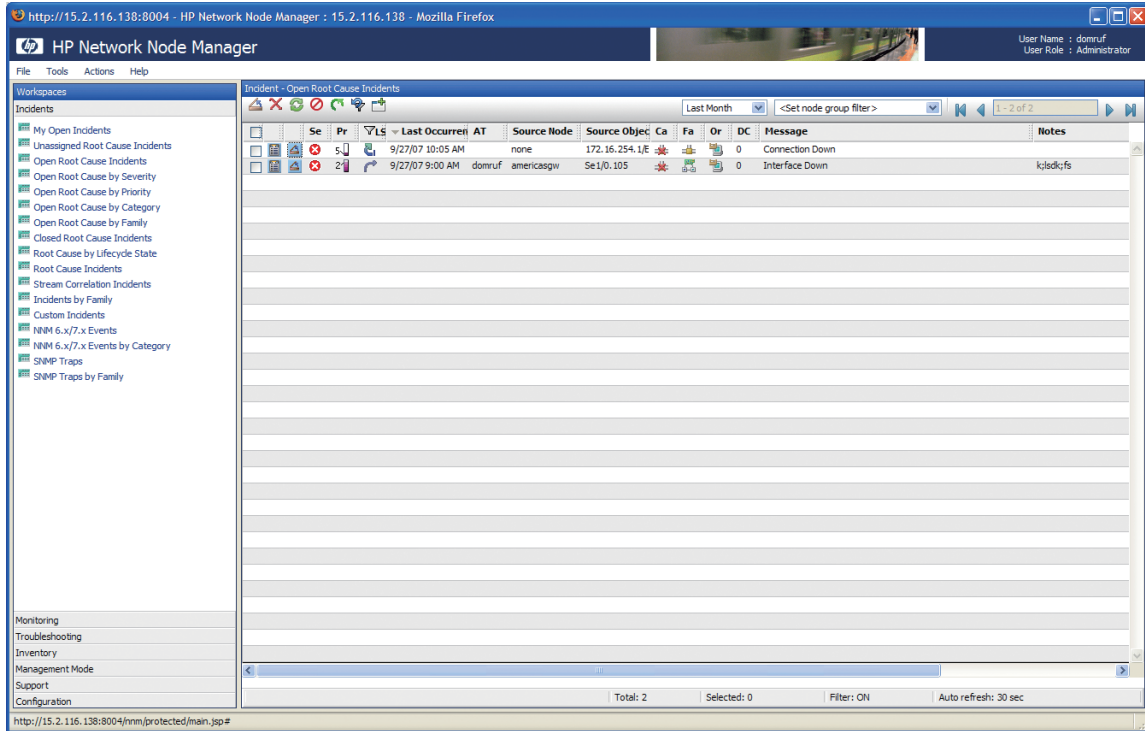 http://15.2.116.138:8004 - HP Network Node Manager : 15.2.116.138 - Mozilla Firefox
hp HP Network Node Manager
User Name : domruf
User Role : Administrator
File Tools Actions Help
Workspaces
Incidents
My Open Incidents
Unassigned Root Cause Incidents
Open Root Cause Incidents
Open Root Cause by Severity
Open Root Cause by Priority
Open Root Cause by Category
Open Root Cause by Family
Closed Root Cause Incidents
Root Cause by Lifecycle State
Root Cause Incidents
Stream Correlation Incidents
Incidents by Family
Custom Incidents
NNM 6.x/7.x Events
NNM 6.x/7.x Events by Category
SNMP Traps
SNMP Traps by Family
Monitoring
Troubleshooting
Inventory
Management Mode
Support
Configuration
Incident - Open Root Cause Incidents
Last Month <Set node group filter> 1 - 2 of 2
Se Pr LS Last Occurren AT Source Node Source Objec Ca Fa Or DC Message Notes
5 9/27/07 10:05 AM none 172.16.254.1/E 0 Connection Down
2 9/27/07 9:00 AM domruf americasgw Se1/0.105 0 Interface Down k;lsdk;fs
Total: 2 Selected: 0 Filter: ON Auto refresh: 30 sec
http://15.2.116.138:8004/nnm/protected/main.jsp#